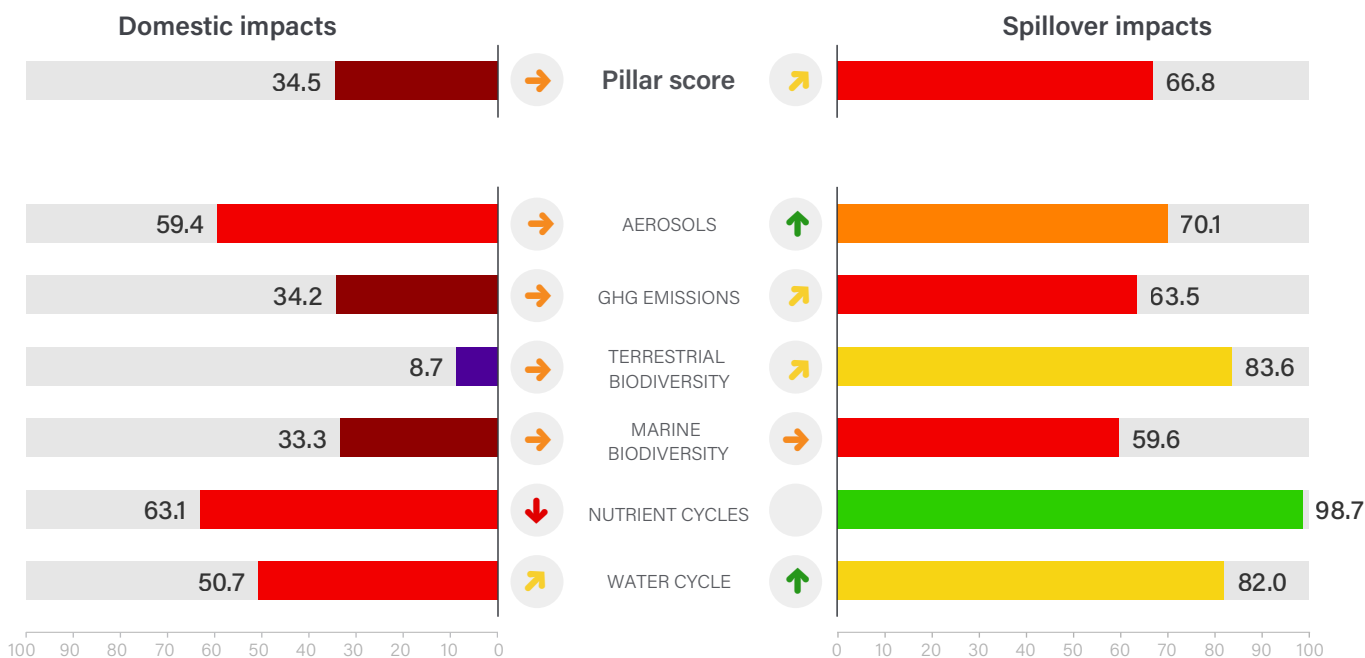 Domestic impacts
Spillover impacts
34.5
Pillar score
66.8
59.4
AEROSOLS
70.1
34.2
GHG EMISSIONS
63.5
8.7
TERRESTRIAL
BIODIVERSITY
83.6
33.3
MARINE
BIODIVERSITY
59.6
63.1
NUTRIENT CYCLES
98.7
50.7
WATER CYCLE
82.0
100 90 80 70 60 50 40 30 20 10 0
0 10 20 30 40 50 60 70 80 90 100